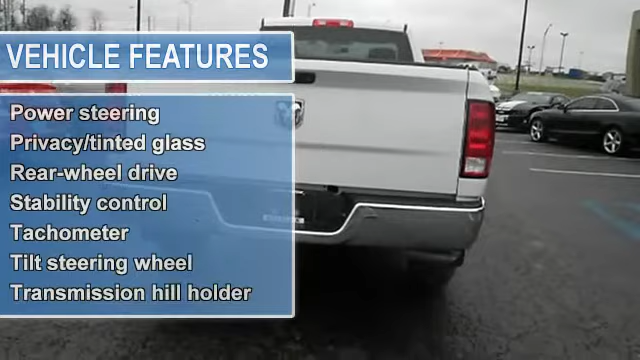 VEHICLE FEATURES
Power steering
Privacy/tinted glass
Rear-wheel drive
Stability control
Tachometer
Tilt steering wheel
Transmission hill holder